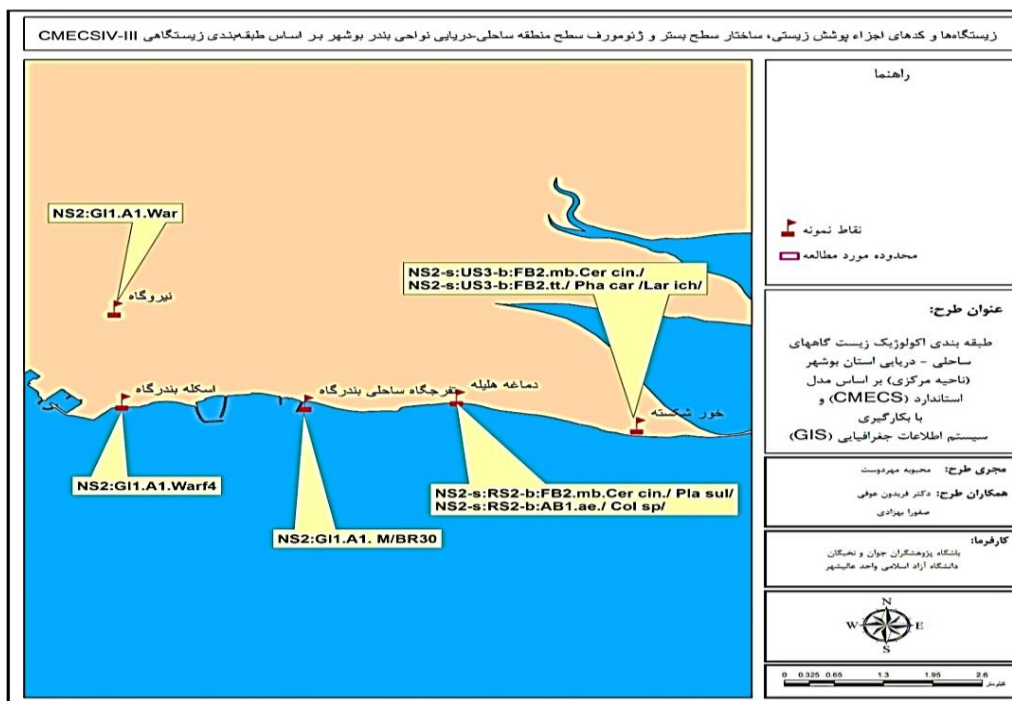 زیستگاه‌ها و کدهای اجزاء پوشش زیستی، ساختار سطح بستر و ژئومورف سطح منطقه ساحلی-دریایی نواحی بندر بوشهر بر اساس طبقه‌بندی زیستگاهی CMECSIV-III
راهنما
نقاط نمونه
محدوده مورد مطالعه
NS2:GI1.A1.War
نیروگاه
NS2-s:US3-b:FB2.mb.Cer cin./
NS2-s:US3-b:FB2.tt./ Pha car /Lar ich/
خور شکسته
دماغه هلیله
تفرجگاه ساحلی بندرگاه
اسکله بندرگاه
NS2:GI1.A1.Warf4
NS2:GI1.A1. M/BR30
NS2-s:RS2-b:FB2.mb.Cer cin./ Pla sul/
NS2-s:RS2-b:AB1.ae./ Col sp/
عنوان طرح:
طبقه بندی اکولوژیک زیست گاههای
ساحلی - دریایی استان بوشهر
(ناحیه مرکزی) بر اساس مدل
استاندارد (CMECS) و
با بکارگیری
سیستم اطلاعات جغرافیایی (GIS)
مجری طرح: محبوبه مهردوست
همکاران طرح: دکتر فریدون عوفی
صفورا بهزادی
کارفرما:
باشگاه پژوهشگران جوان و نخبگان
دانشگاه آزاد اسلامی واحد عالیشهر
N
W E
S
0 0.325 0.65 1.3 1.95 2.6
کیلومتر